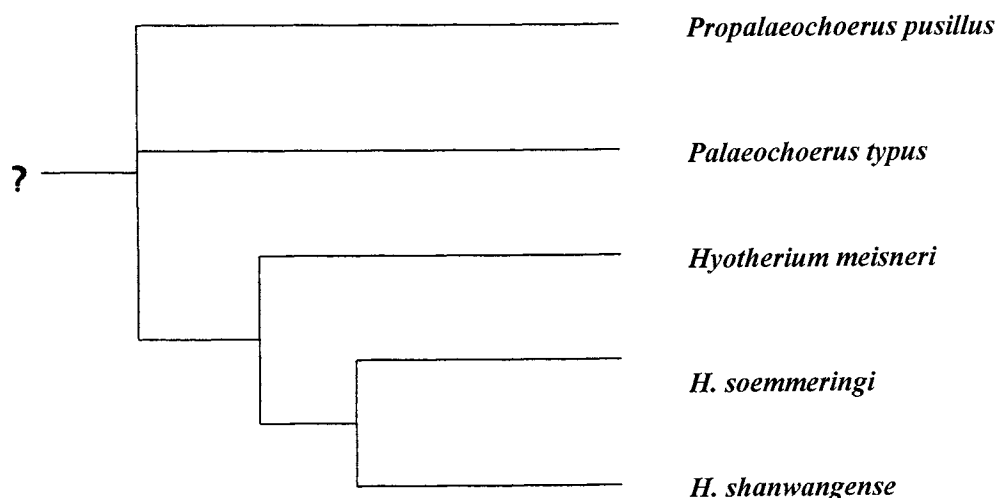 Propalaeochoerus pusillus
Palaeochoerus typus
?
Hyotherium meisneri
H. soemmeringi
H. shanwangense